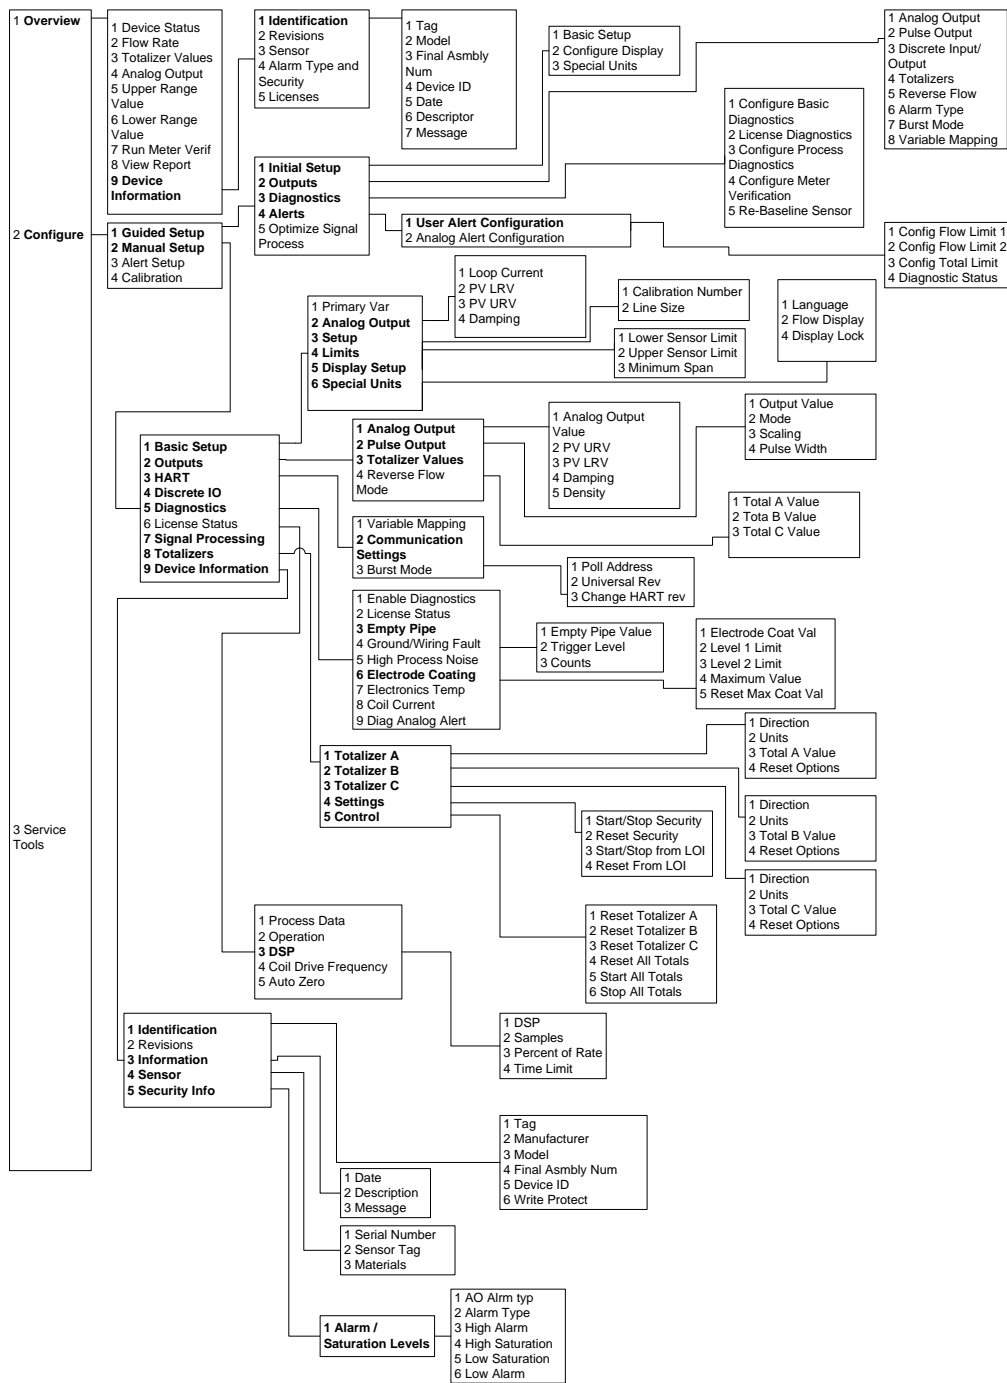 1 Overview
1 Device Status
2 Flow Rate
3 Totalizer Values
4 Analog Output
5 Upper Range
Value
6 Lower Range
Value
7 Run Meter Verif
8 View Report
9 Device
Information
1 Identification
2 Revisions
3 Sensor
4 Alarm Type and
Security
5 Licenses
1 Tag
2 Model
3 Final Asmbly
Num
4 Device ID
5 Date
6 Descriptor
7 Message
1 Basic Setup
2 Configure Display
3 Special Units
1 Analog Output
2 Pulse Output
3 Discrete Input/
Output
4 Totalizers
5 Reverse Flow
6 Alarm Type
7 Burst Mode
8 Variable Mapping
1 Configure Basic
Diagnostics
2 License Diagnostics
3 Configure Process
Diagnostics
4 Configure Meter
Verification
5 Re-Baseline Sensor
1 Initial Setup
2 Outputs
3 Diagnostics
4 Alerts
5 Optimize Signal
Process
2 Configure
1 Guided Setup
2 Manual Setup
3 Alert Setup
4 Calibration
1 User Alert Configuration
2 Analog Alert Configuration
1 Config Flow Limit 1
2 Config Flow Limit 2
3 Config Total Limit
4 Diagnostic Status
1 Primary Var
2 Analog Output
3 Setup
4 Limits
5 Display Setup
6 Special Units
1 Loop Current
2 PV LRV
3 PV URV
4 Damping
1 Calibration Number
2 Line Size
1 Lower Sensor Limit
2 Upper Sensor Limit
3 Minimum Span
1 Language
2 Flow Display
4 Display Lock
1 Basic Setup
2 Outputs
3 HART
4 Discrete IO
5 Diagnostics
6 License Status
7 Signal Processing
8 Totalizers
9 Device Information
1 Analog Output
2 Pulse Output
3 Totalizer Values
4 Reverse Flow
Mode
1 Analog Output
Value
2 PV URV
3 PV LRV
4 Damping
5 Density
1 Output Value
2 Mode
3 Scaling
4 Pulse Width
1 Total A Value
2 Tota B Value
3 Total C Value
1 Variable Mapping
2 Communication
Settings
3 Burst Mode
1 Poll Address
2 Universal Rev
3 Change HART rev
1 Enable Diagnostics
2 License Status
3 Empty Pipe
4 Ground/Wiring Fault
5 High Process Noise
6 Electrode Coating
7 Electronics Temp
8 Coil Current
9 Diag Analog Alert
1 Empty Pipe Value
2 Trigger Level
3 Counts
1 Electrode Coat Val
2 Level 1 Limit
3 Level 2 Limit
4 Maximum Value
5 Reset Max Coat Val
1 Totalizer A
2 Totalizer B
3 Totalizer C
4 Settings
5 Control
1 Direction
2 Units
3 Total A Value
4 Reset Options
1 Direction
2 Units
3 Total B Value
4 Reset Options
1 Direction
2 Units
3 Total C Value
4 Reset Options
1 Start/Stop Security
2 Reset Security
3 Start/Stop from LOI
4 Reset From LOI
1 Reset Totalizer A
2 Reset Totalizer B
3 Reset Totalizer C
4 Reset All Totals
5 Start All Totals
6 Stop All Totals
3 Service
Tools
1 Process Data
2 Operation
3 DSP
4 Coil Drive Frequency
5 Auto Zero
1 DSP
2 Samples
3 Percent of Rate
4 Time Limit
1 Identification
2 Revisions
3 Information
4 Sensor
5 Security Info
1 Tag
2 Manufacturer
3 Model
4 Final Asmbly Num
5 Device ID
6 Write Protect
1 Date
2 Description
3 Message
1 Serial Number
2 Sensor Tag
3 Materials
1 Alarm /
Saturation Levels
1 AO Alrm typ
2 Alarm Type
3 High Alarm
4 High Saturation
5 Low Saturation
6 Low Alarm